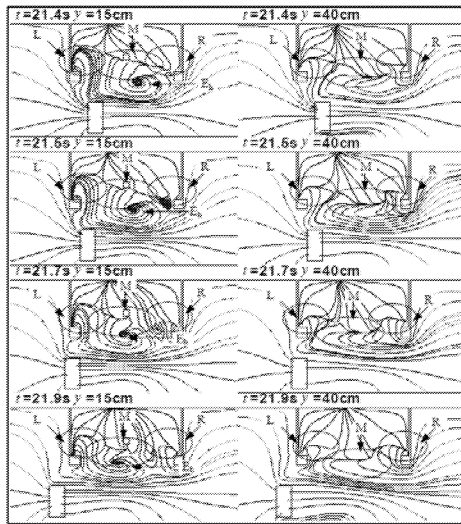 t=21.4s y=15cm
t=21.4s y=40cm
L M R
L M R
t=21.5s y=15cm
t=21.5s y=40cm
L M
L M R
t=21.7s y=15cm
t=21.7s y=40cm
L M R
L M R
t=21.9s y=15cm
t=21.9s y=40cm
L M R
L M R